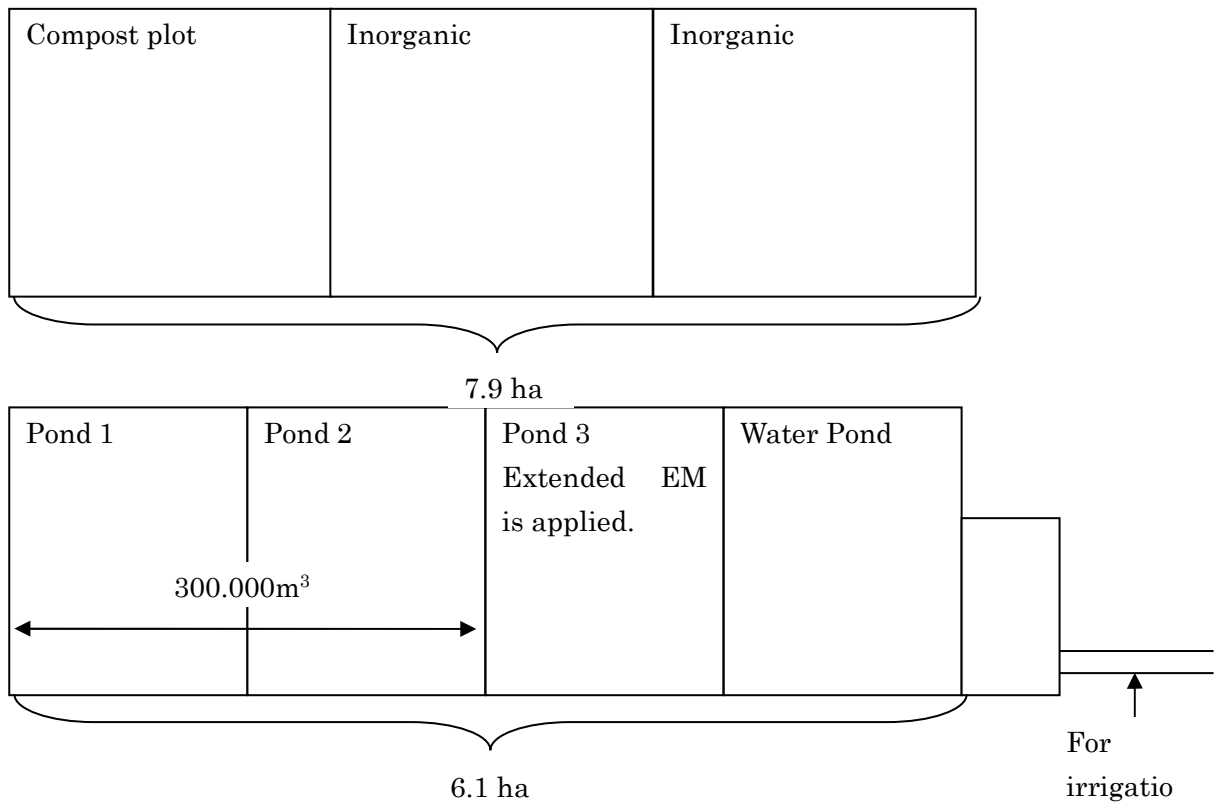 Compost plot
Inorganic
Inorganic
7.9 ha
Pond 1
Pond 2
Pond 3
Extended EM
is applied.
Water Pond
300.000m³
6.1 ha
For
irrigatio